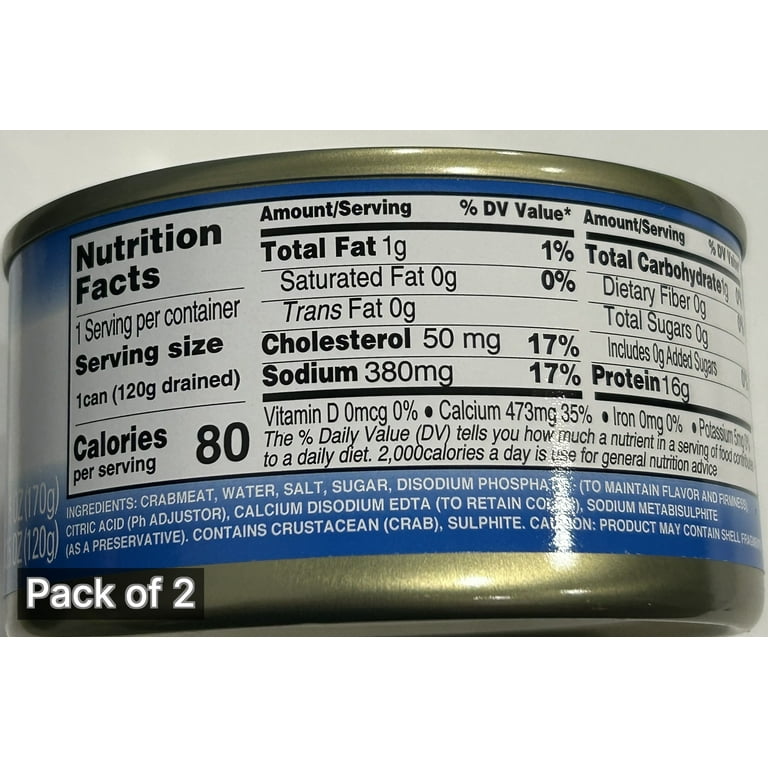 Nutrition
Facts
1 Serving per container
Serving size
1can (120g drained)
Calories 80
per serving
Amount/Serving % DV Value*
Total Fat 1g 1%
Saturated Fat 0g 0%
Trans Fat 0g
Cholesterol 50 mg 17%
Sodium 380mg 17%
Amount/Serving % DV
Total Carbohydrate
Dietary Fiber 0g
Total Sugars 0g
Includes 0g Added Sugars
Protein 16g
Vitamin D 0mcg 0% • Calcium 473mg 35% • Iron 0mg 0% • Potassium 5mg 0%
The % Daily Value (DV) tells you how much a nutrient in a serving of food
to a daily diet. 2,000calories a day is use for general nutrition advice
(170g)
(120g)
INGREDIENTS: CRABMEAT, WATER, SALT, SUGAR, DISODIUM PHOSPHATE (TO MAINTAIN FLAVOR AND FIRMNESS),
CITRIC ACID (Ph ADJUSTOR), CALCIUM DISODIUM EDTA (TO RETAIN COLOR), SODIUM METABISULPHITE
(AS A PRESERVATIVE). CONTAINS CRUSTACEAN (CRAB), SULPHITE. CAUTION: PRODUCT MAY CONTAIN SHELL
Pack of 2